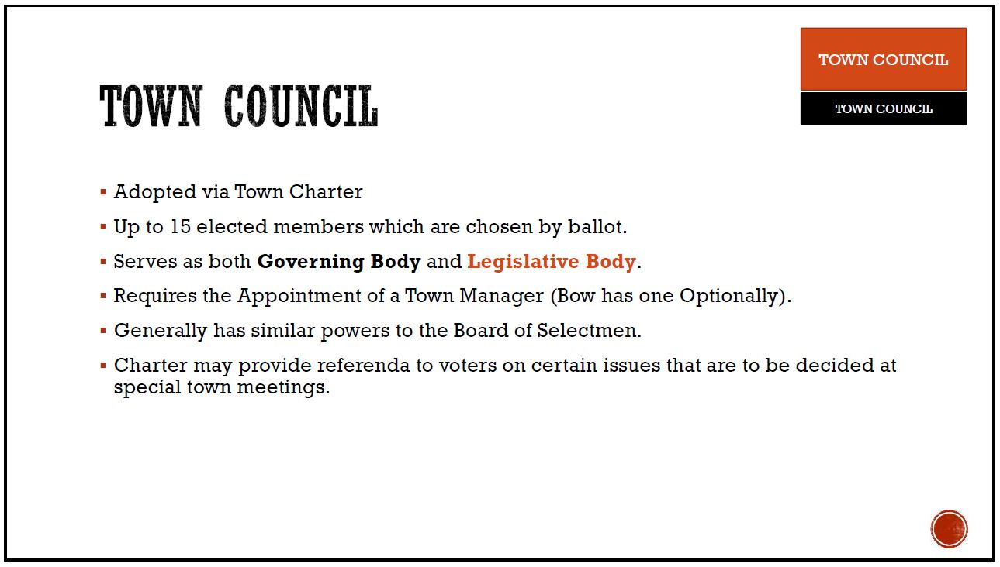 TOWN COUNCIL
TOWN COUNCIL
TOWN COUNCIL
▪ Adopted via Town Charter
▪ Up to 15 elected members which are chosen by ballot.
▪ Serves as both Governing Body and Legislative Body.
▪ Requires the Appointment of a Town Manager (Bow has one Optionally).
▪ Generally has similar powers to the Board of Selectmen.
▪ Charter may provide referenda to voters on certain issues that are to be decided at
special town meetings.